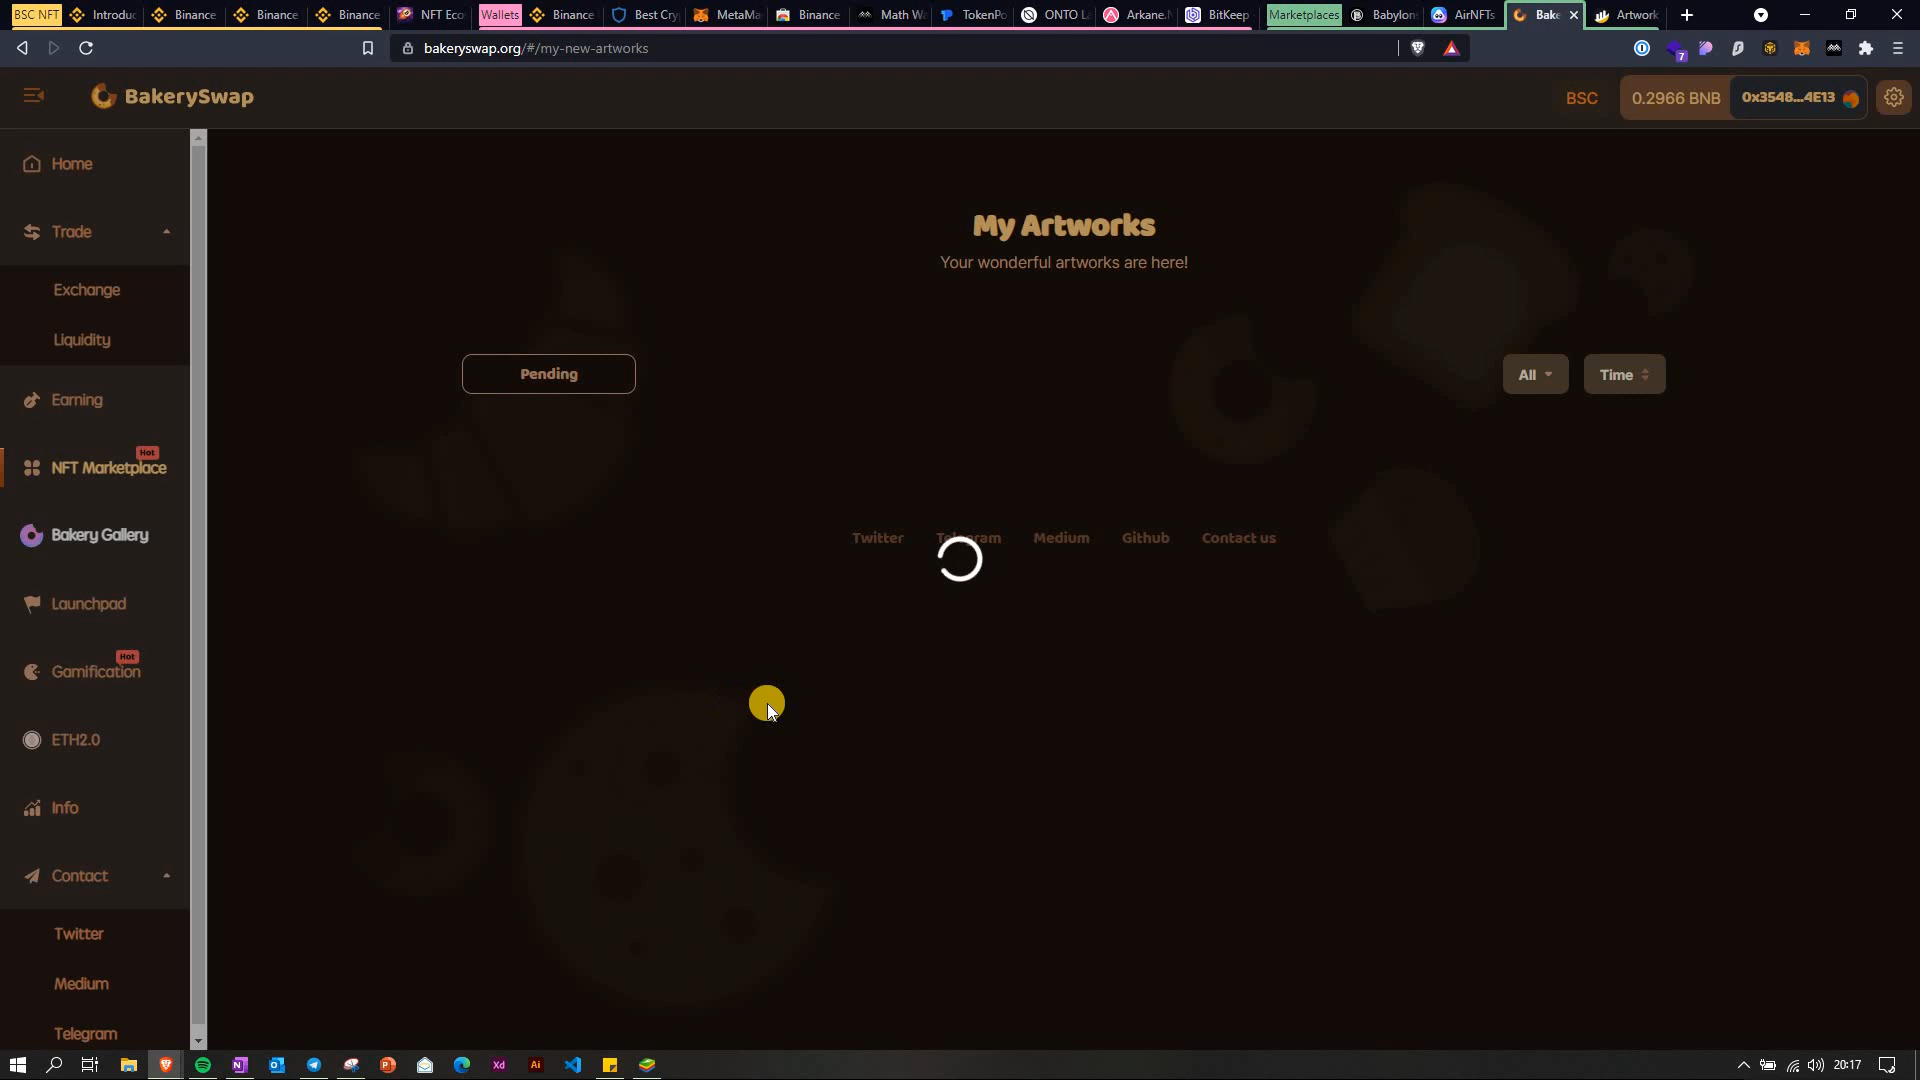 BSC NFT
Introduc
Binance
Binance
Binance
NFT Eco
Wallets
Binance
Best Cry
MetaMa
Binance
Math Wa
TokenPo
ONTO
Arkane.N
BitKeep
Marketplaces
Babylon
AirNFTs
Bake
Artwork
bakeryswap.org/#/my-new-artworks
7
BakerySwap
BSC
0.2966 BNB
0x3548...4E13
Home
Trade
Exchange
Liquidity
Earning
Hot
NFT Marketplace
Bakery Gallery
Launchpad
Hot
Gamification
ETH2.0
Info
Contact
Twitter
Medium
Telegram
My Artworks
Your wonderful artworks are here!
Pending
All
Time
Twitter
Telegram
Medium
Github
Contact us
20:17